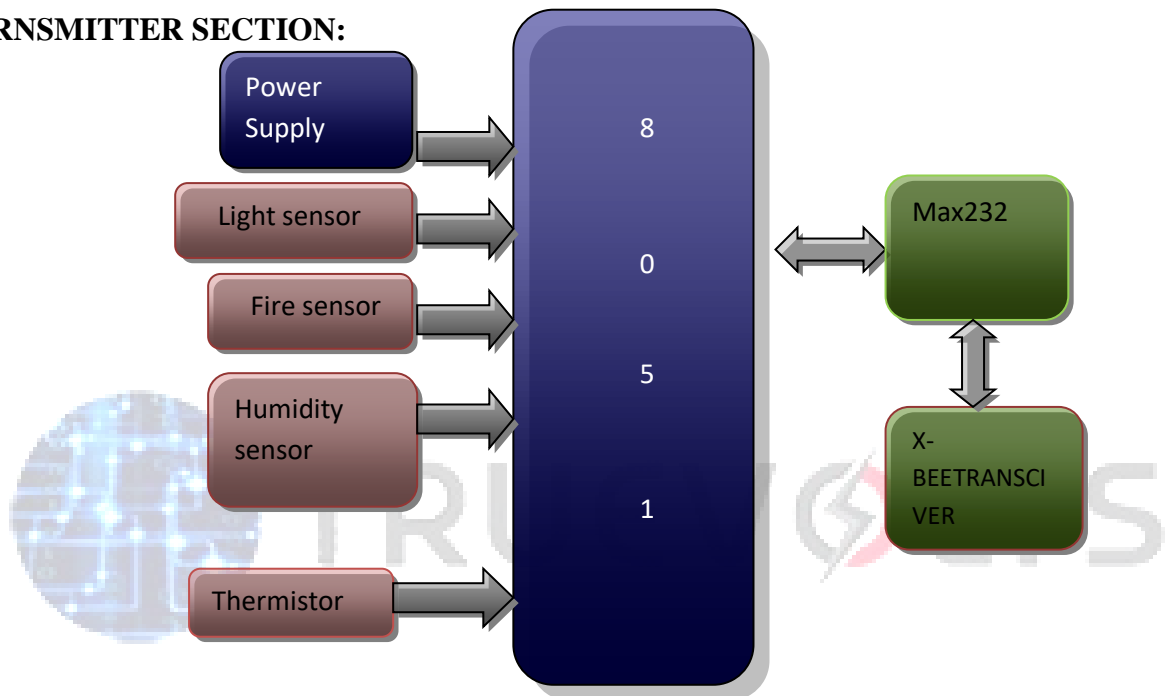 RNSMITTER SECTION:
Power
Supply
Light sensor
Fire sensor
Humidity
sensor
Thermistor
8
0
5
1
Max232
X-
BEETRANSCI
VER